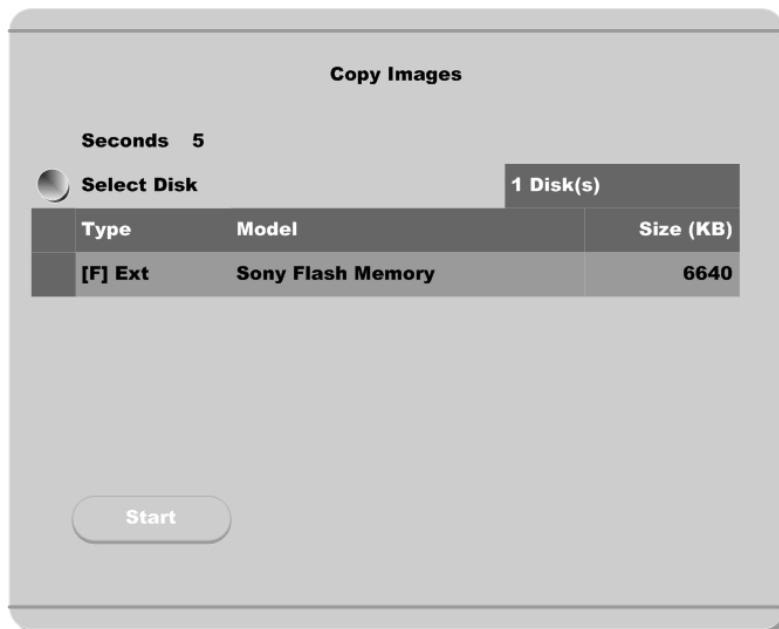 Copy Images
Seconds 5
Select Disk 1 Disk(s)
Type Model Size (KB)
[F] Ext Sony Flash Memory 6640
Start